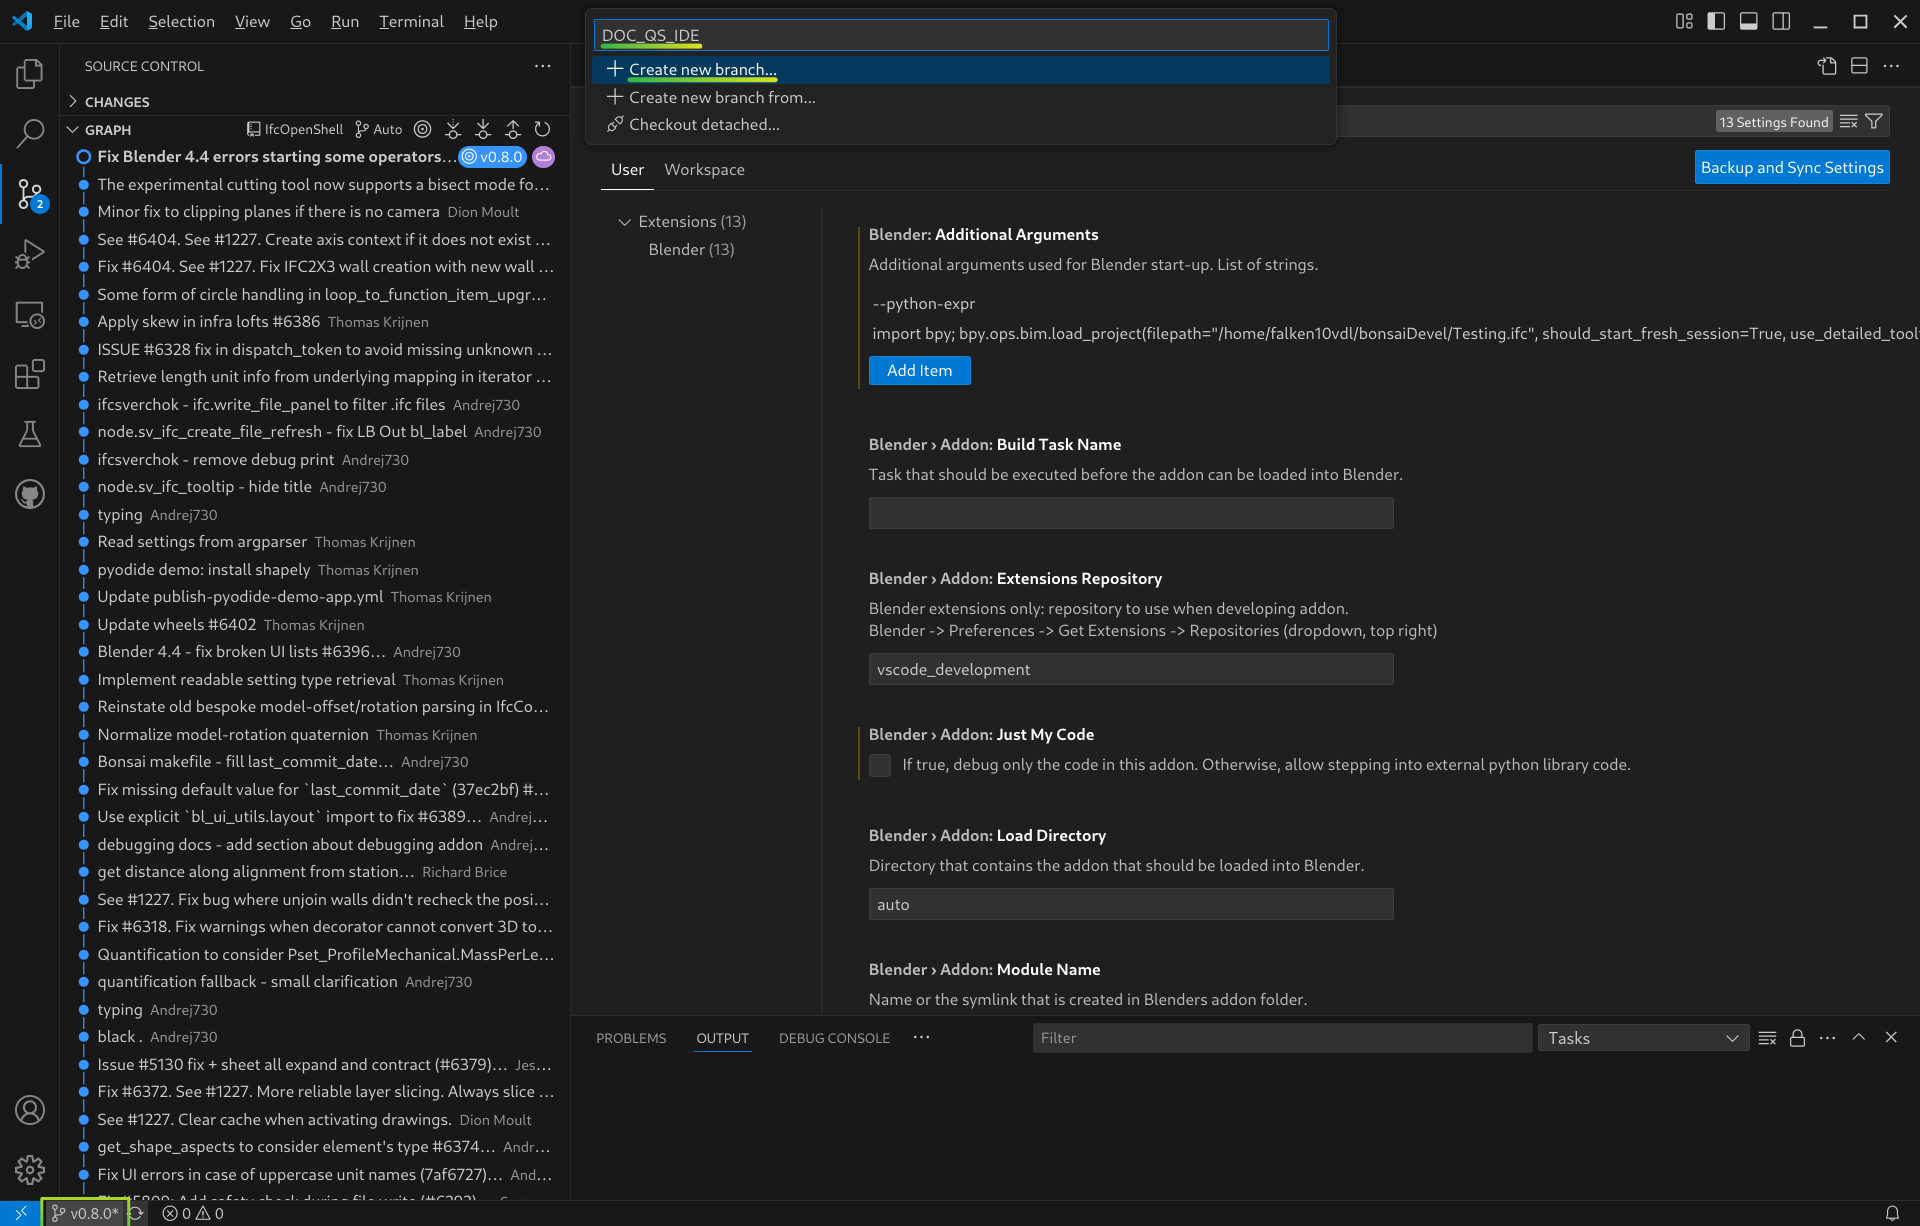 File Edit Selection View Go Run Terminal Help
DOC_QS_IDE
Create new branch...
Create new branch from...
Checkout detached...
SOURCE CONTROL
CHANGES
GRAPH IfcOpenShell Auto
Fix Blender 4.4 errors starting some operators... v0.8.0
The experimental cutting tool now supports a bisect mode fo...
Minor fix to clipping planes if there is no camera Dion Moult
See #6404. See #1227. Create axis context if it does not exist ...
Fix #6404. See #1227. Fix IFC2X3 wall creation with new wall ...
Some form of circle handling in loop_to_function_item_upgr...
Apply skew in infra lofts #6386 Thomas Krijnen
ISSUE #6328 fix in dispatch_token to avoid missing unknown ...
Retrieve length unit info from underlying mapping in iterator ...
ifcsverchok - ifc.write_file_panel to filter .ifc files Andrej730
node.sv_ifc_create_file_refresh - fix LB Out bl_label Andrej730
ifcsverchok - remove debug print Andrej730
node.sv_ifc_tooltip - hide title Andrej730
typing Andrej730
Read settings from argparser Thomas Krijnen
pyodide demo: install shapely Thomas Krijnen
Update publish-pyodide-demo-app.yml Thomas Krijnen
Update wheels #6402 Thomas Krijnen
Blender 4.4 - fix broken UI lists #6396... Andrej730
Implement readable setting type retrieval Thomas Krijnen
Reinstate old bespoke model-offset/rotation parsing in IfcCo...
Normalize model-rotation quaternion Thomas Krijnen
Bonsai makefile - fill last_commit_date... Andrej730
Fix missing default value for `last_commit_date` (37ec2bf) #...
Use explicit `bl_ui_utils.layout` import to fix #6389... Andrej...
debugging docs - add section about debugging addon Andrej...
get distance along alignment from station... Richard Brice
See #1227. Fix bug where unjoin walls didn't recheck the posi...
Fix #6318. Fix warnings when decorator cannot convert 3D to...
Quantification to consider Pset_ProfileMechanical.MassPerLe...
quantification fallback - small clarification Andrej730
typing Andrej730
black . Andrej730
Issue #5130 fix + sheet all expand and contract (#6379)... Jes...
Fix #6372. See #1227. More reliable layer slicing. Always slice ...
See #1227. Clear cache when activating drawings. Dion Moult
get_shape_aspects to consider element's type #6374... Andr...
Fix UI errors in case of uppercase unit names (7af6727)... And...
2
13 Settings Found
User Workspace
Backup and Sync Settings
Extensions (13)
Blender (13)
Blender: Additional Arguments
Additional arguments used for Blender start-up. List of strings.
--python-expr
import bpy; bpy.ops.bim.load_project(filepath="/home/falken10vdl/bonsaiDevel/Testing.ifc", should_start_fresh_session=True, use_detailed_tool
Add Item
Blender › Addon: Build Task Name
Task that should be executed before the addon can be loaded into Blender.
Blender › Addon: Extensions Repository
Blender extensions only: repository to use when developing addon.
Blender -> Preferences -> Get Extensions -> Repositories (dropdown, top right)
vscode_development
Blender › Addon: Just My Code
If true, debug only the code in this addon. Otherwise, allow stepping into external python library code.
Blender › Addon: Load Directory
Directory that contains the addon that should be loaded into Blender.
auto
Blender › Addon: Module Name
Name or the symlink that is created in Blenders addon folder.
PROBLEMS OUTPUT DEBUG CONSOLE ... Filter Tasks
v0.8.0* 0 0